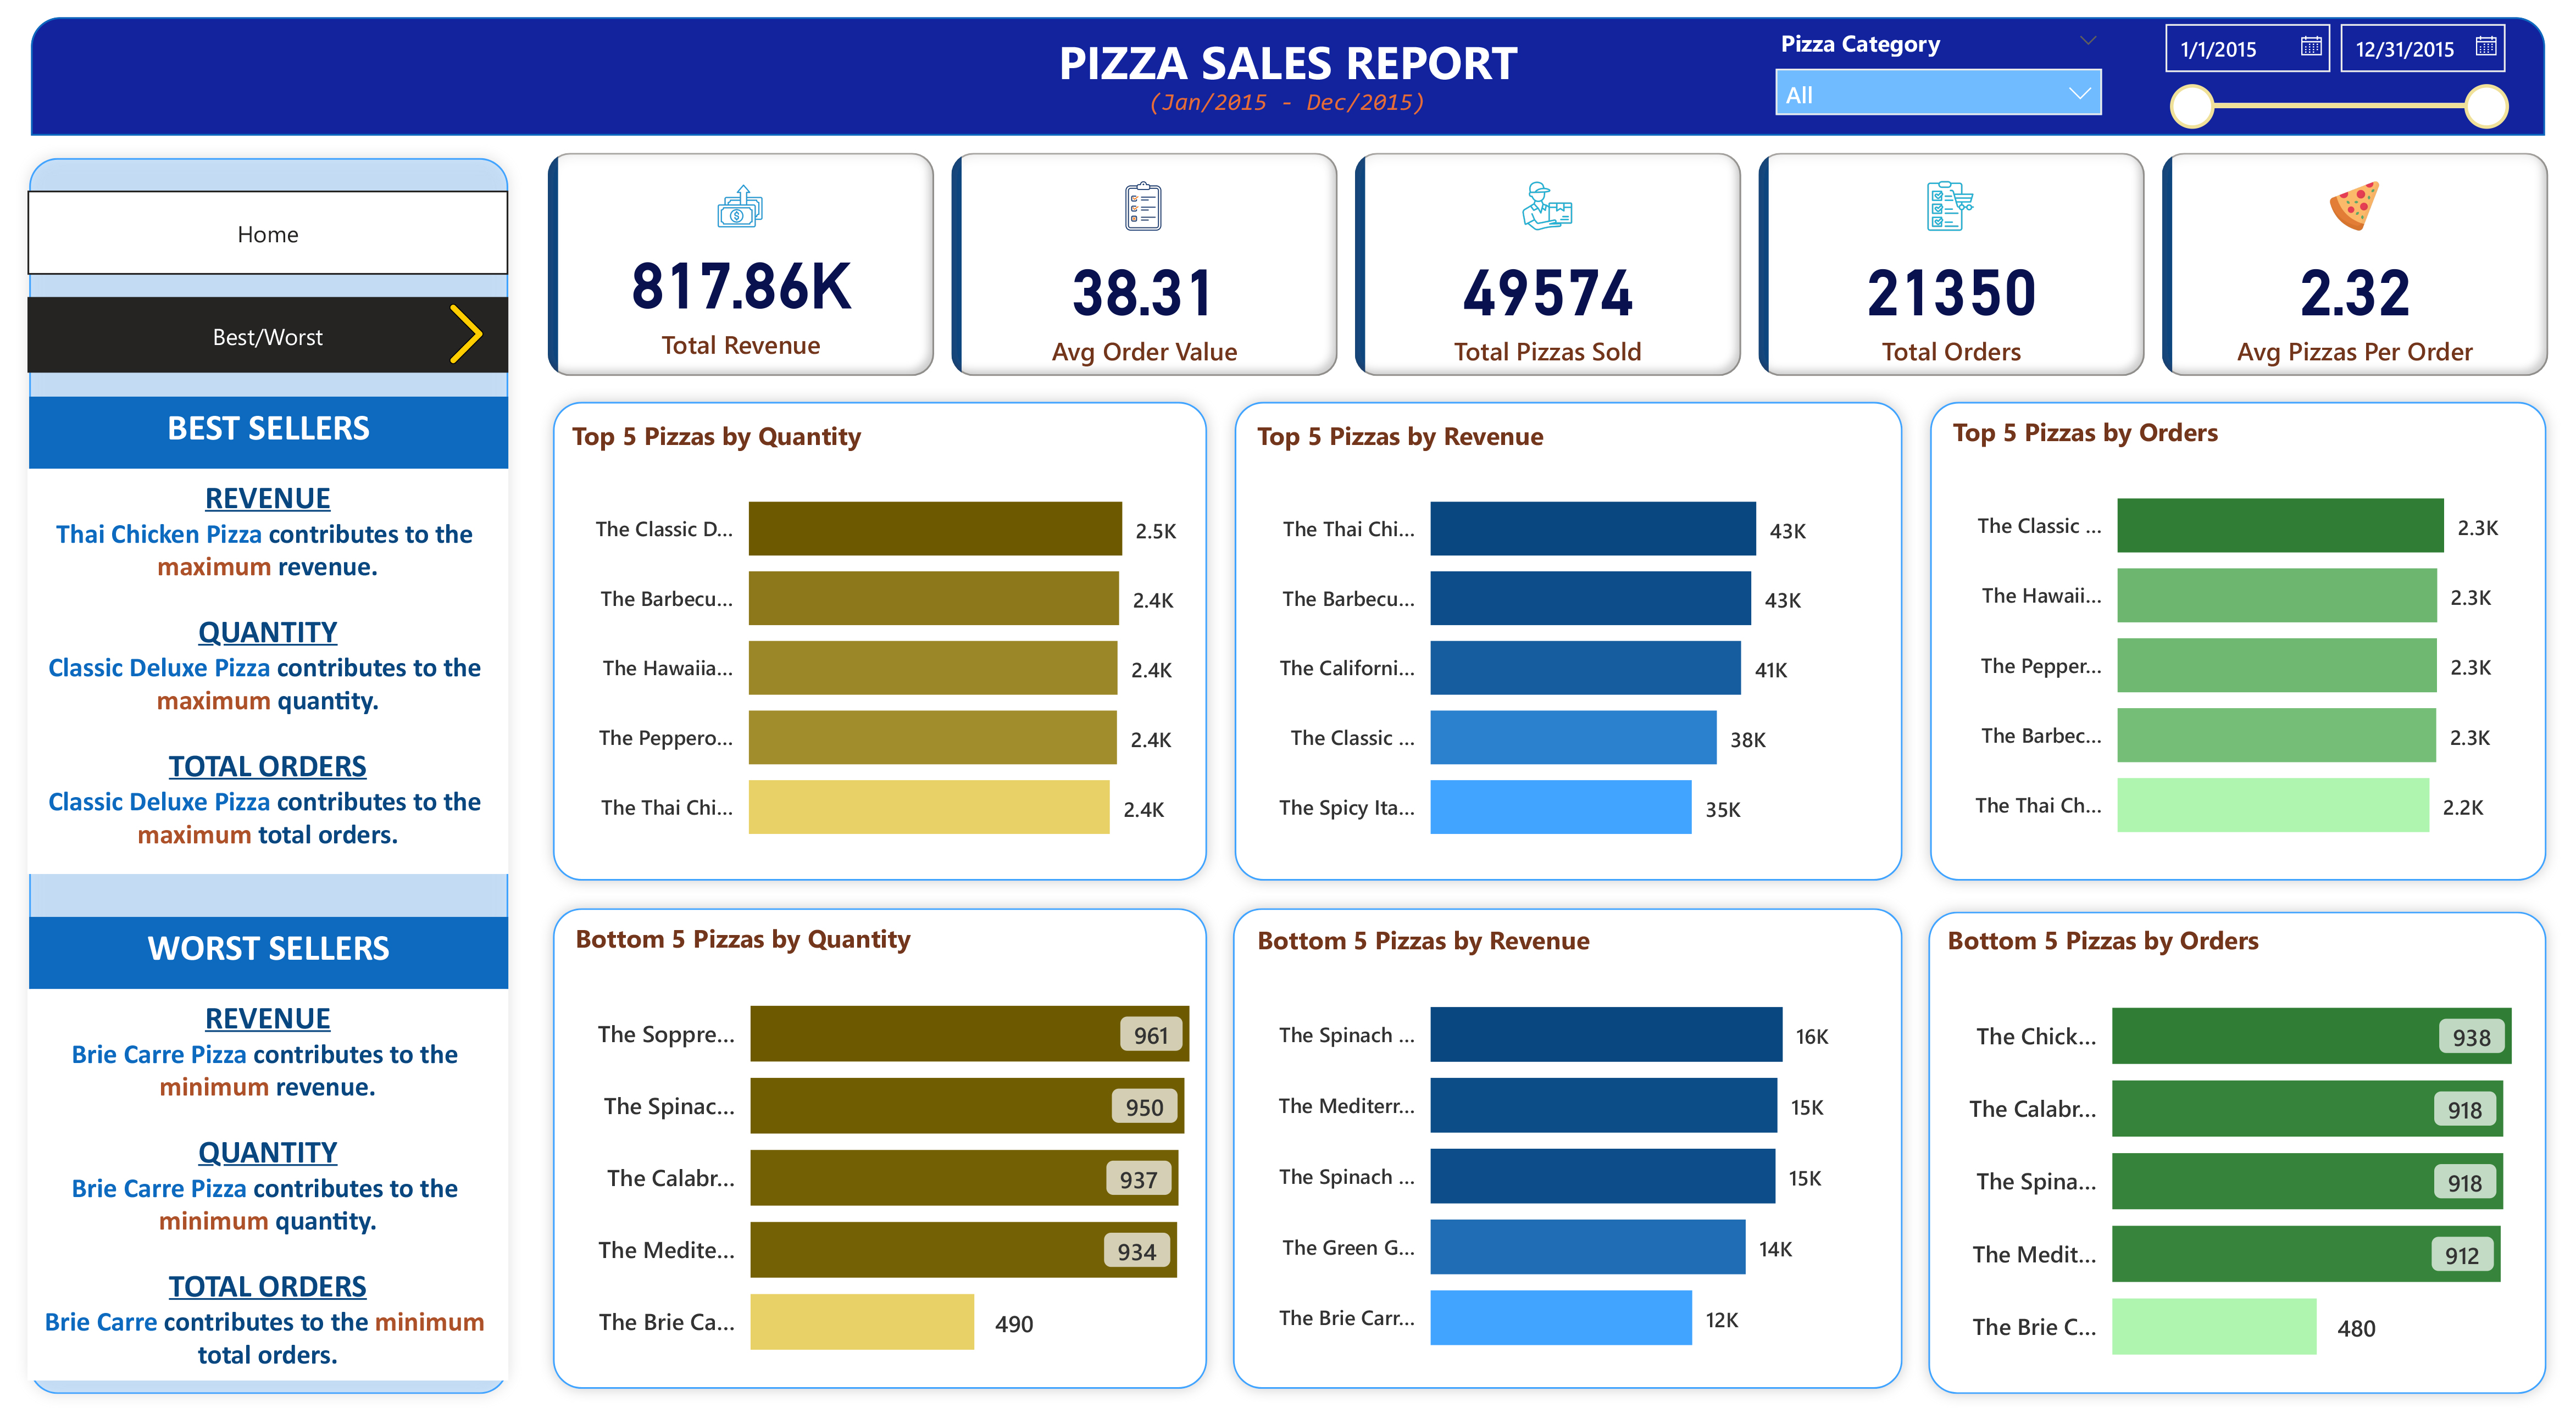 PIZZA SALES REPORT
(Jan/2015 - Dec/2015)
Pizza Category
All
1/1/2015
12/31/2015
Home
Best/Worst
BEST SELLERS
REVENUE
Thai Chicken Pizza contributes to the
maximum revenue.
QUANTITY
Classic Deluxe Pizza contributes to the
maximum quantity.
TOTAL ORDERS
Classic Deluxe Pizza contributes to the
maximum total orders.
WORST SELLERS
REVENUE
Brie Carre Pizza contributes to the
minimum revenue.
QUANTITY
Brie Carre Pizza contributes to the
minimum quantity.
TOTAL ORDERS
Brie Carre contributes to the minimum
total orders.
817.86K
Total Revenue
38.31
Avg Order Value
49574
Total Pizzas Sold
21350
Total Orders
2.32
Avg Pizzas Per Order
Top 5 Pizzas by Quantity
The Classic D... 2.5K
The Barbecu... 2.4K
The Hawaiia... 2.4K
The Peppero... 2.4K
The Thai Chi... 2.4K
Top 5 Pizzas by Revenue
The Thai Chi... 43K
The Barbecu... 43K
The Californi... 41K
The Classic ... 38K
The Spicy Ita... 35K
Top 5 Pizzas by Orders
The Classic ... 2.3K
The Hawaii... 2.3K
The Pepper... 2.3K
The Barbec... 2.3K
The Thai Ch... 2.2K
Bottom 5 Pizzas by Quantity
The Soppre... 961
The Spinac... 950
The Calabr... 937
The Medite... 934
The Brie Ca... 490
Bottom 5 Pizzas by Revenue
The Spinach ... 16K
The Mediterr... 15K
The Spinach ... 15K
The Green G... 14K
The Brie Carr... 12K
Bottom 5 Pizzas by Orders
The Chick... 938
The Calabr... 918
The Spina... 918
The Medit... 912
The Brie C... 480